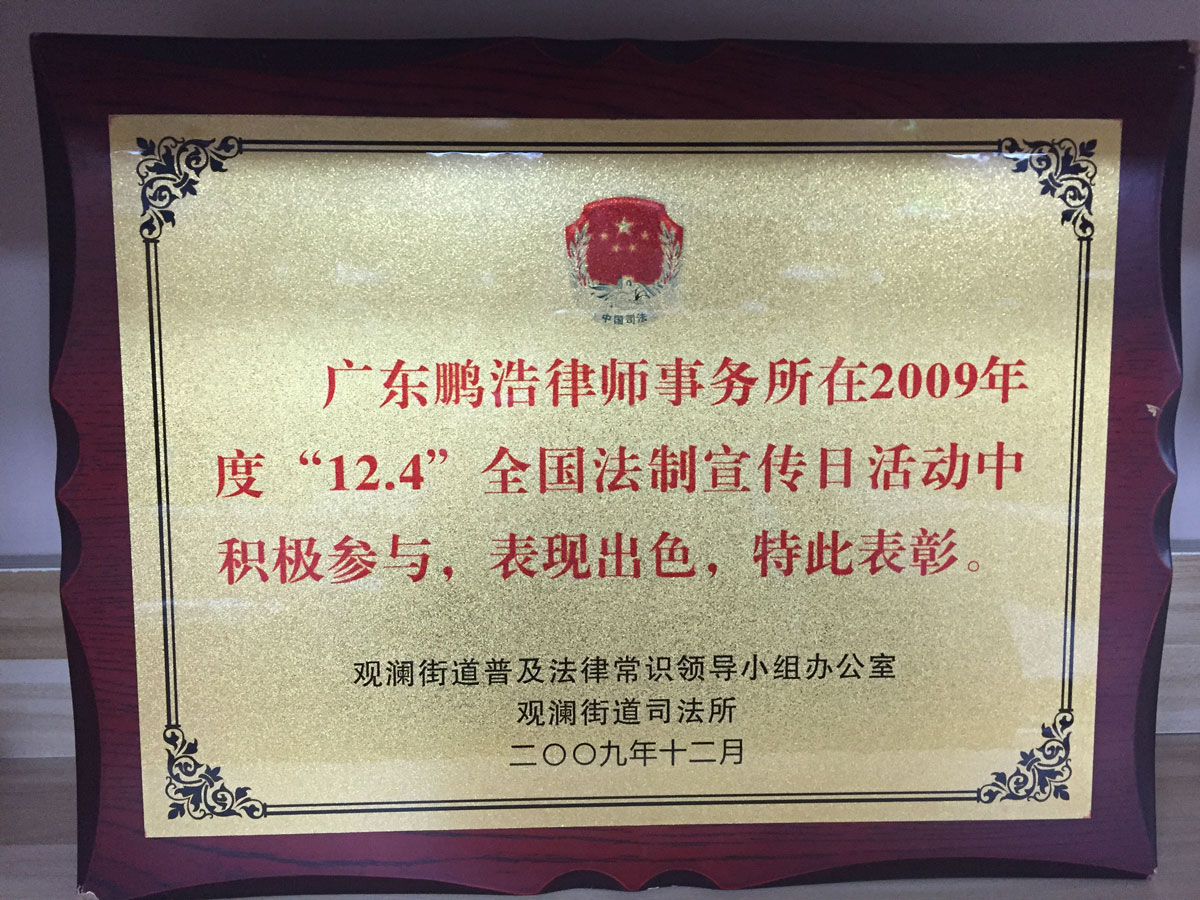 中国司法
广东鹏浩律师事务所在2009年
度“12.4”全国法制宣传日活动中
积极参与，表现出色，特此表彰。
观澜街道普及法律常识领导小组办公室
观澜街道司法所
二〇〇九年十二月